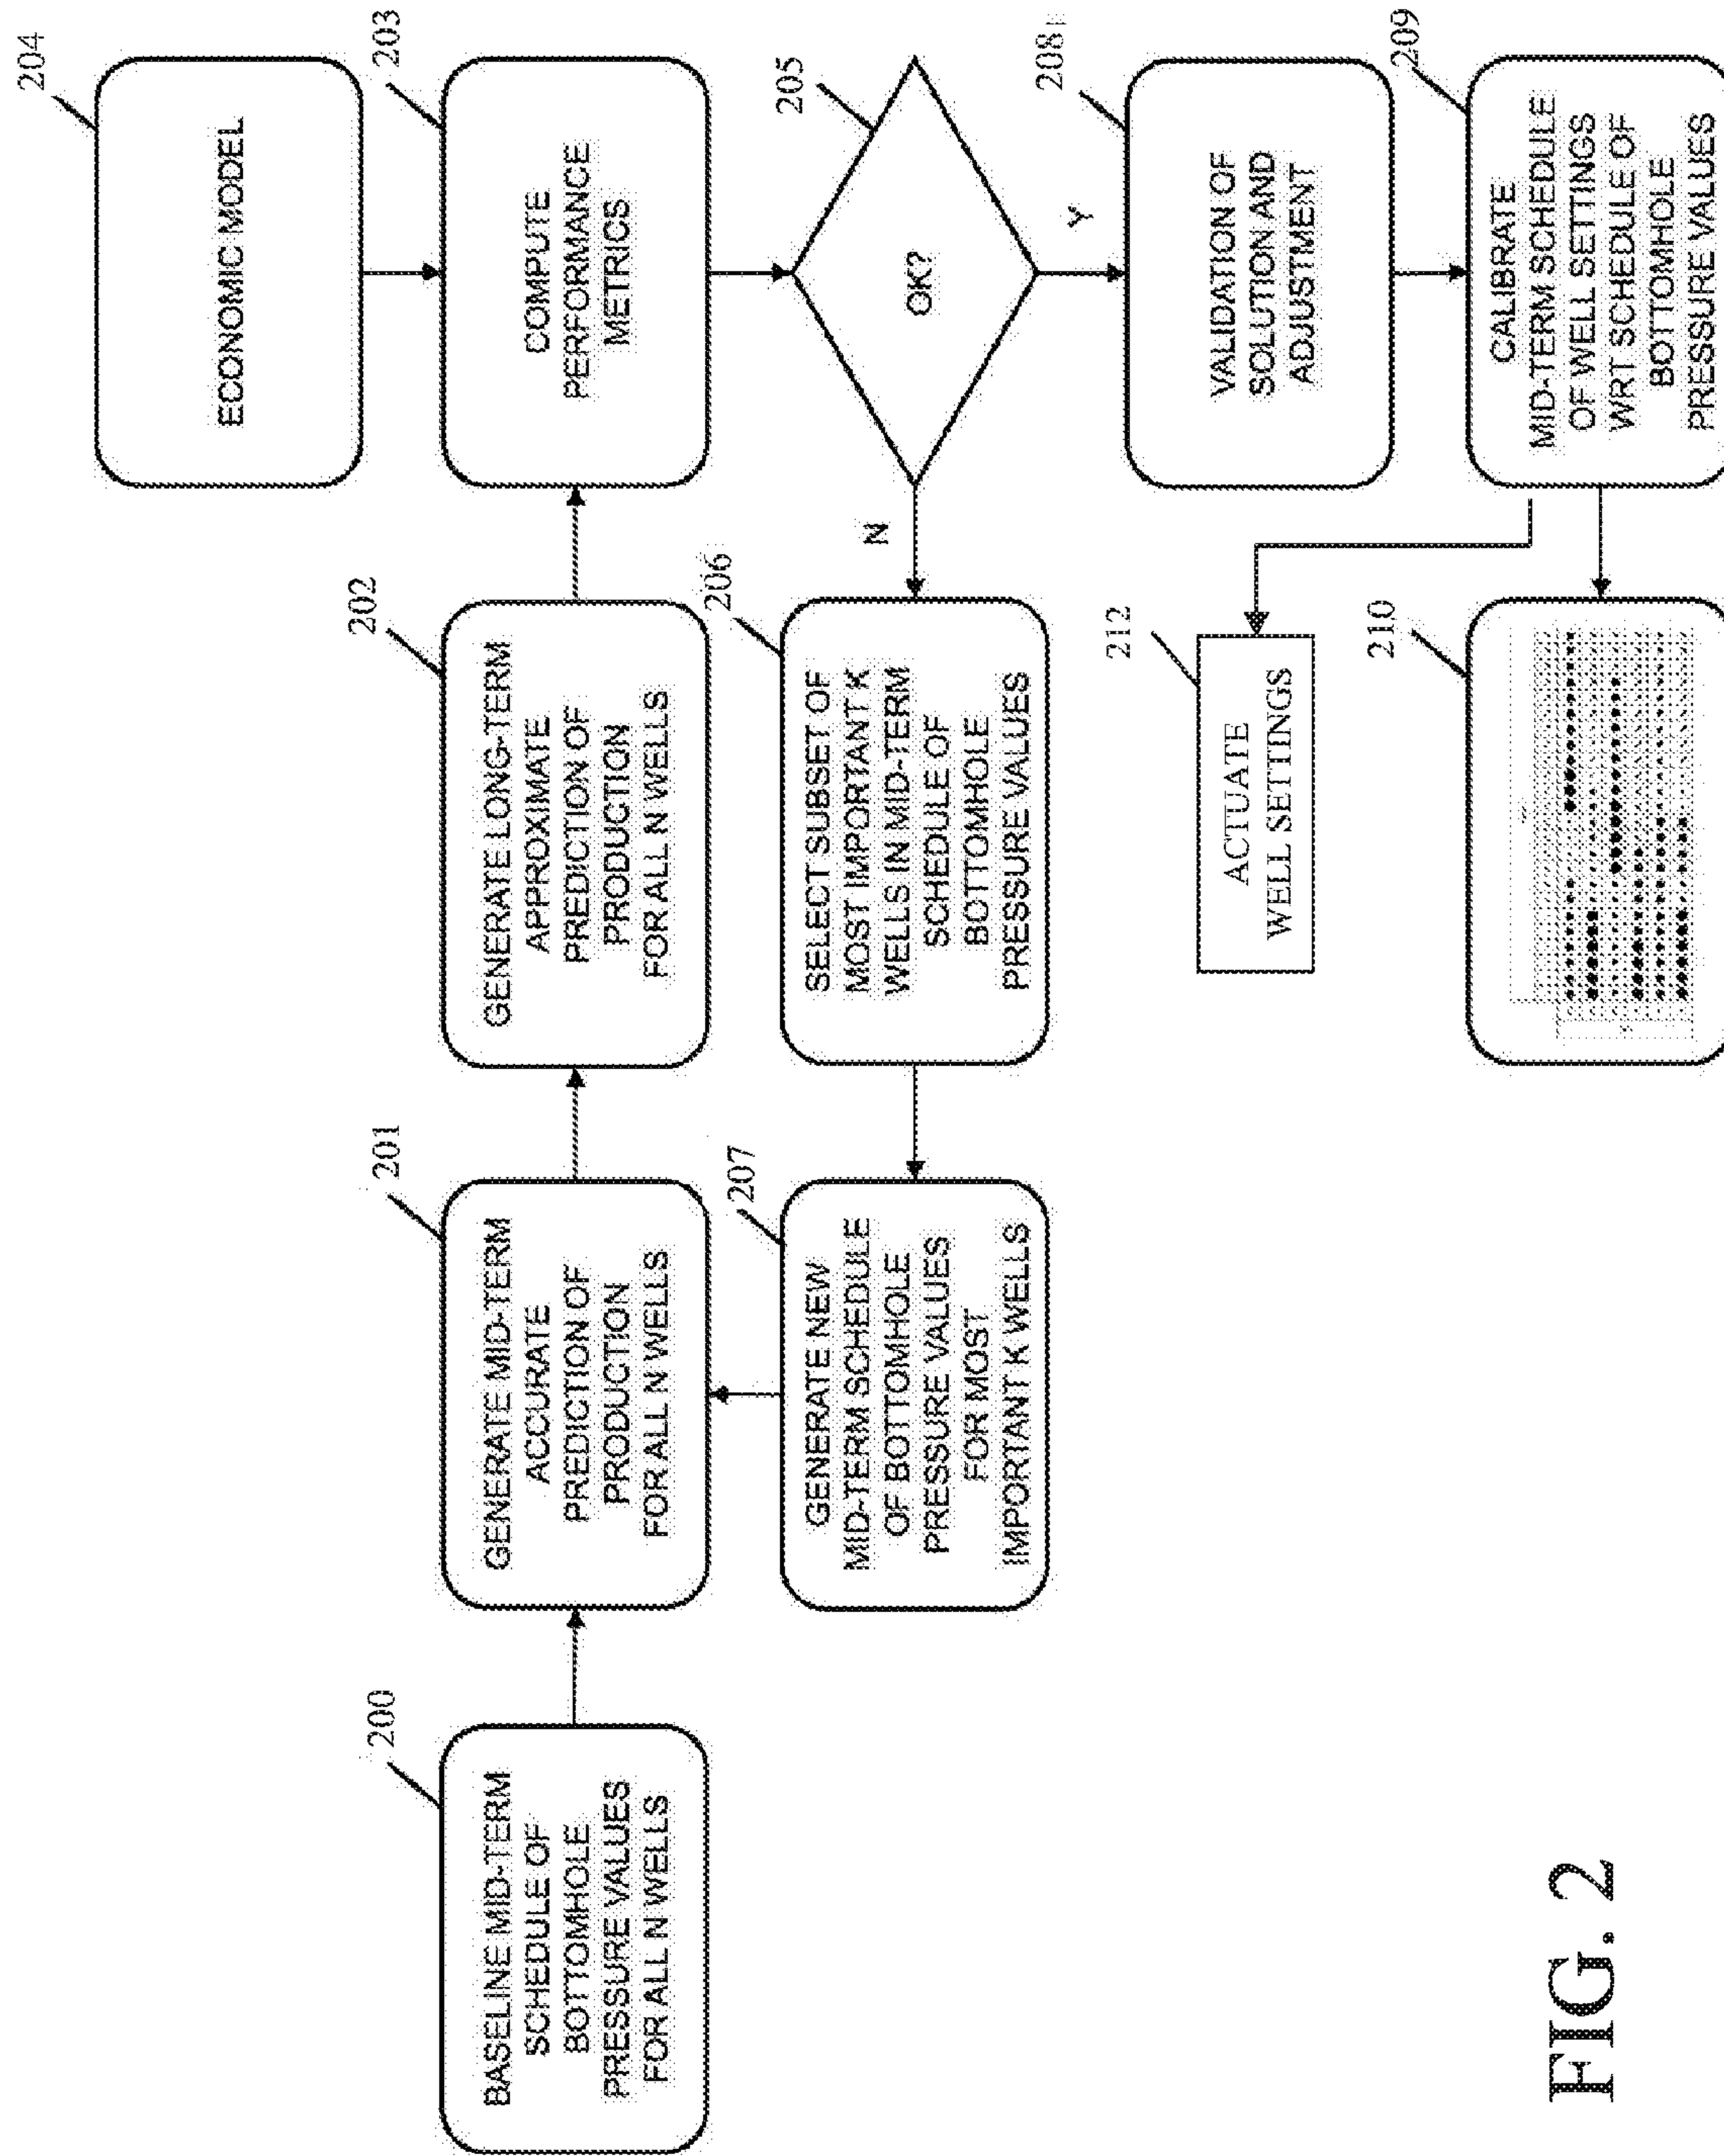 204
ECONOMIC MODEL
200
BASELINE MID-TERM
SCHEDULE OF
BOTTOMHOLE
PRESSURE VALUES
FOR ALL N WELLS
201
GENERATE MID-TERM
ACCURATE
PREDICTION OF
PRODUCTION
FOR ALL N WELLS
202
GENERATE LONG-TERM
APPROXIMATE
PREDICTION OF
PRODUCTION
FOR ALL N WELLS
203
COMPUTE
PERFORMANCE
METRICS
207
GENERATE NEW
MID-TERM SCHEDULE
OF BOTTOMHOLE
PRESSURE VALUES
FOR MOST
IMPORTANT K WELLS
206
SELECT SUBSET OF
MOST IMPORTANT K
WELLS IN MID-TERM
SCHEDULE OF
BOTTOMHOLE
PRESSURE VALUES
N
205
OK?
Y
212
ACTUATE
WELL SETTINGS
208
VALIDATION OF
SOLUTION AND
ADJUSTMENT
210
209
CALIBRATE
MID-TERM SCHEDULE
OF WELL SETTINGS
WRT SCHEDULE OF
BOTTOMHOLE
PRESSURE VALUES
FIG. 2